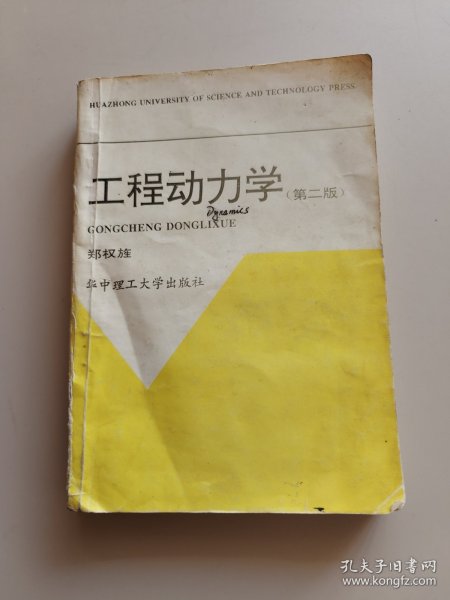 HUAZHONG UNIVERSITY OF SCIENCE AND TECHNOLOGY PRESS
工程动力学(第二版)
Dynamics
GONGCHENG DONGLIXUE
郑权旌
华中理工大学出版社
孔夫子旧书网
www.kongfz.com